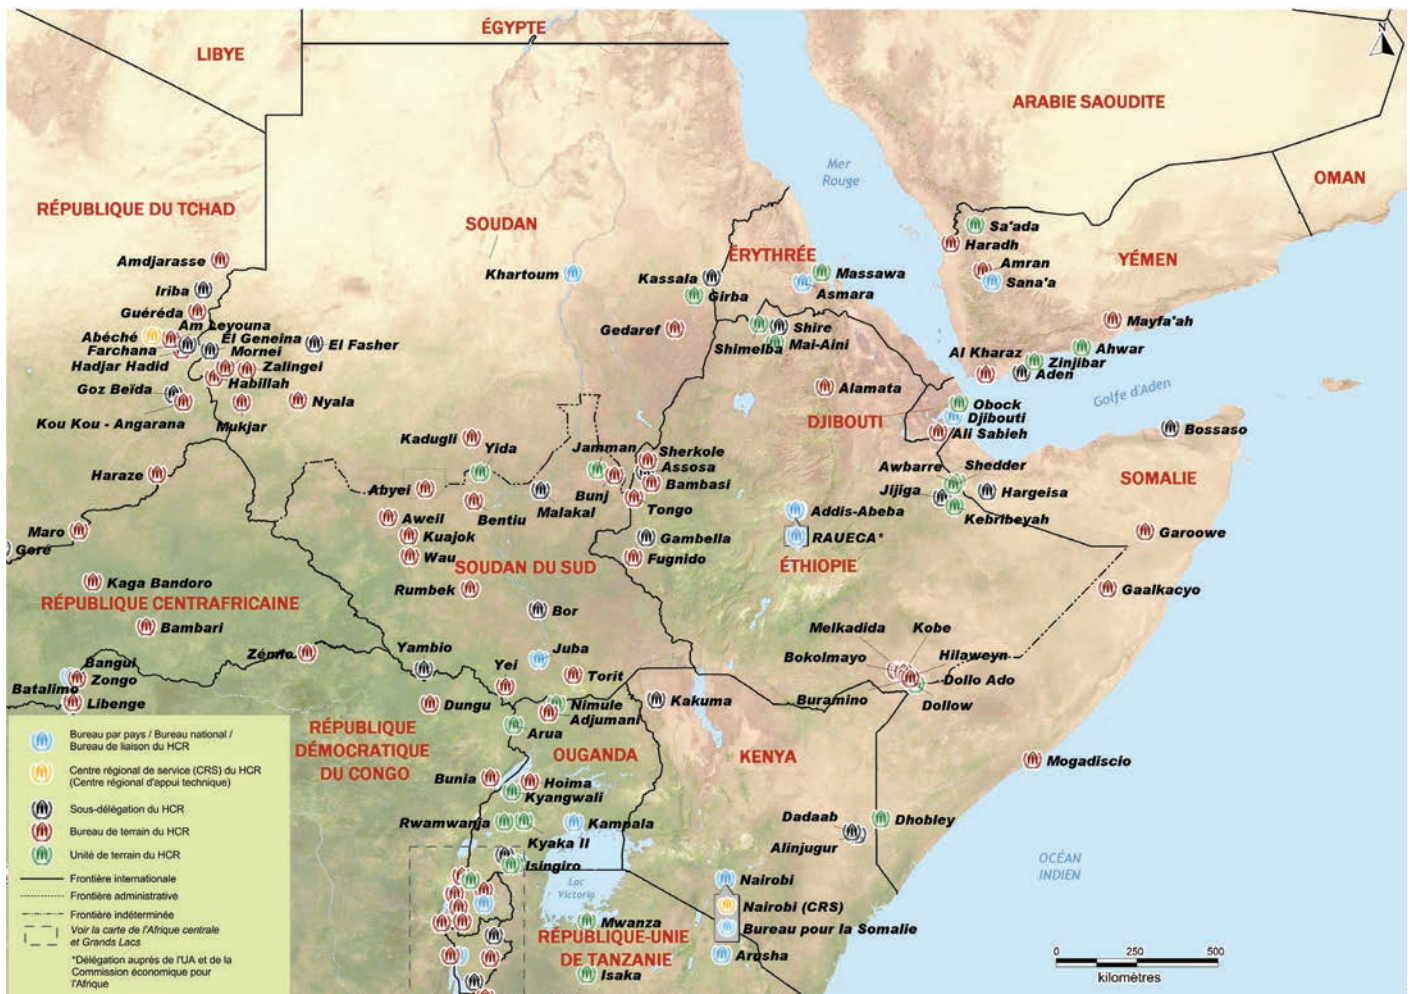 ÉGYPTE
LIBYE
N
ARABIE SAOUDITE
OMAN
Mer
Rouge
RÉPUBLIQUE DU TCHAD
SOUDAN
Sa'ada
Haradh
YÉMEN
ÉRYTHRÉE
Amdjarasse
Khartoum
Kassala
Massawa
Amran
Iriba
Girba
Asmara
Sana'a
Guéréda
Am Leyouna
Gedaref
Shire
Mayfa'ah
Abéché
El Geneina
El Fasher
Shimelba
Mai-Aini
Ahwar
Farchana
Mornei
Al Kharaz
Zinjibar
Hadjar Hadid
Zalingei
Aden
Habillah
Goz Beïda
Alamata
Golfe d'Aden
Nyala
Obock
Kou Kou - Angarana
Mukjar
DJIBOUTI
Djibouti
Ali Sabieh
Bossaso
Kadugli
Yida
Jamman
Sherkole
Assosa
Awbarre
Shedder
SOMALIE
Haraze
Abyei
Bambasi
Jijiga
Hargeisa
Bentiu
Malakal
Bunj
Tongo
Kebribeyah
Addis-Abeba
Aweil
Maro
Kuajok
Gambella
RAUECA*
Garoowe
Goré
Wau
Fugnido
SOUDAN DU SUD
ÉTHIOPIE
Kaga Bandoro
Rumbek
Gaalkacyo
RÉPUBLIQUE CENTRAFRICAINE
Bor
Bambari
Melkadida
Kobe
Zémio
Yambio
Juba
Bokolmayo
Hilaweyn
Bangui
Yei
Torit
Dollo Ado
Batalimo
Zongo
Buramino
Dollow
Libenge
Dungu
Nimule
Kakuma
Adjumani
Arua
RÉPUBLIQUE
DÉMOCRATIQUE
DU CONGO
OUGANDA
KENYA
Mogadiscio
Bunia
Hoima
Kyangwali
Rwamwanja
Kampala
Dadaab
Dhobley
Kyaka II
Alinjugur
Isingiro
OCÉAN
INDIEN
Lac
Victoria
Nairobi
Nairobi (CRS)
Bureau pour la Somalie
Mwanza
RÉPUBLIQUE-UNIE
DE TANZANIE
Arusha
Isaka
Bureau par pays / Bureau national /
Bureau de liaison du HCR
Centre régional de service (CRS) du HCR
(Centre régional d'appui technique)
Sous-délégation du HCR
Bureau de terrain du HCR
Unité de terrain du HCR
Frontière internationale
Frontière administrative
Frontière indéterminée
Voir la carte de l'Afrique centrale
et Grands Lacs
*Délégation auprès de l'UA et de la
Commission économique pour
l'Afrique
0 250 500
kilomètres